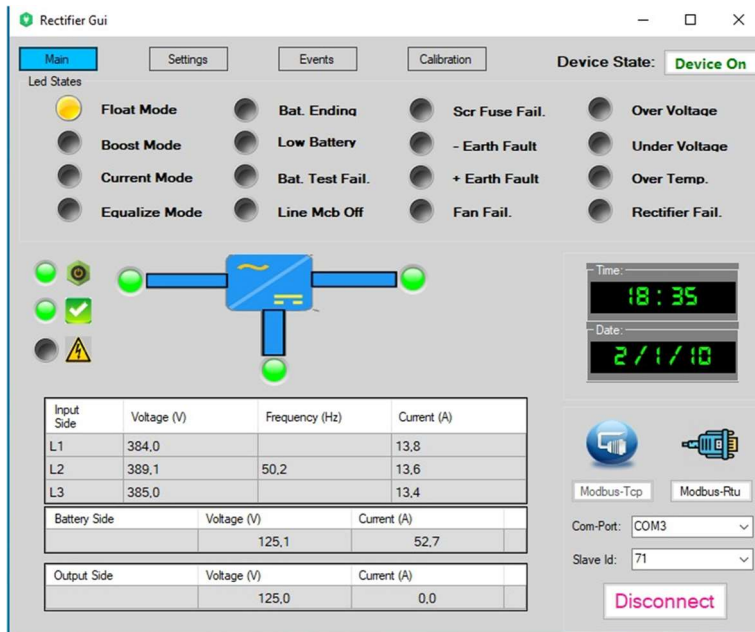 Rectifier Gui
Main Settings Events Calibration Device State: Device On
Led States
Float Mode Bat. Ending Scr Fuse Fail. Over Voltage
Boost Mode Low Battery - Earth Fault Under Voltage
Current Mode Bat. Test Fail. + Earth Fault Over Temp.
Equalize Mode Line Mcb Off Fan Fail. Rectifier Fail.
Time:
18:35
Date:
2/1/10
Input Side Voltage (V) Frequency (Hz) Current (A)
L1 384,0 13,8
L2 389,1 50,2 13,6
L3 385,0 13,4
Battery Side Voltage (V) Current (A)
125,1 52,7
Output Side Voltage (V) Current (A)
125,0 0,0
Modbus-Tcp Modbus-Rtu
Com-Port: COM3
Slave Id: 71
Disconnect